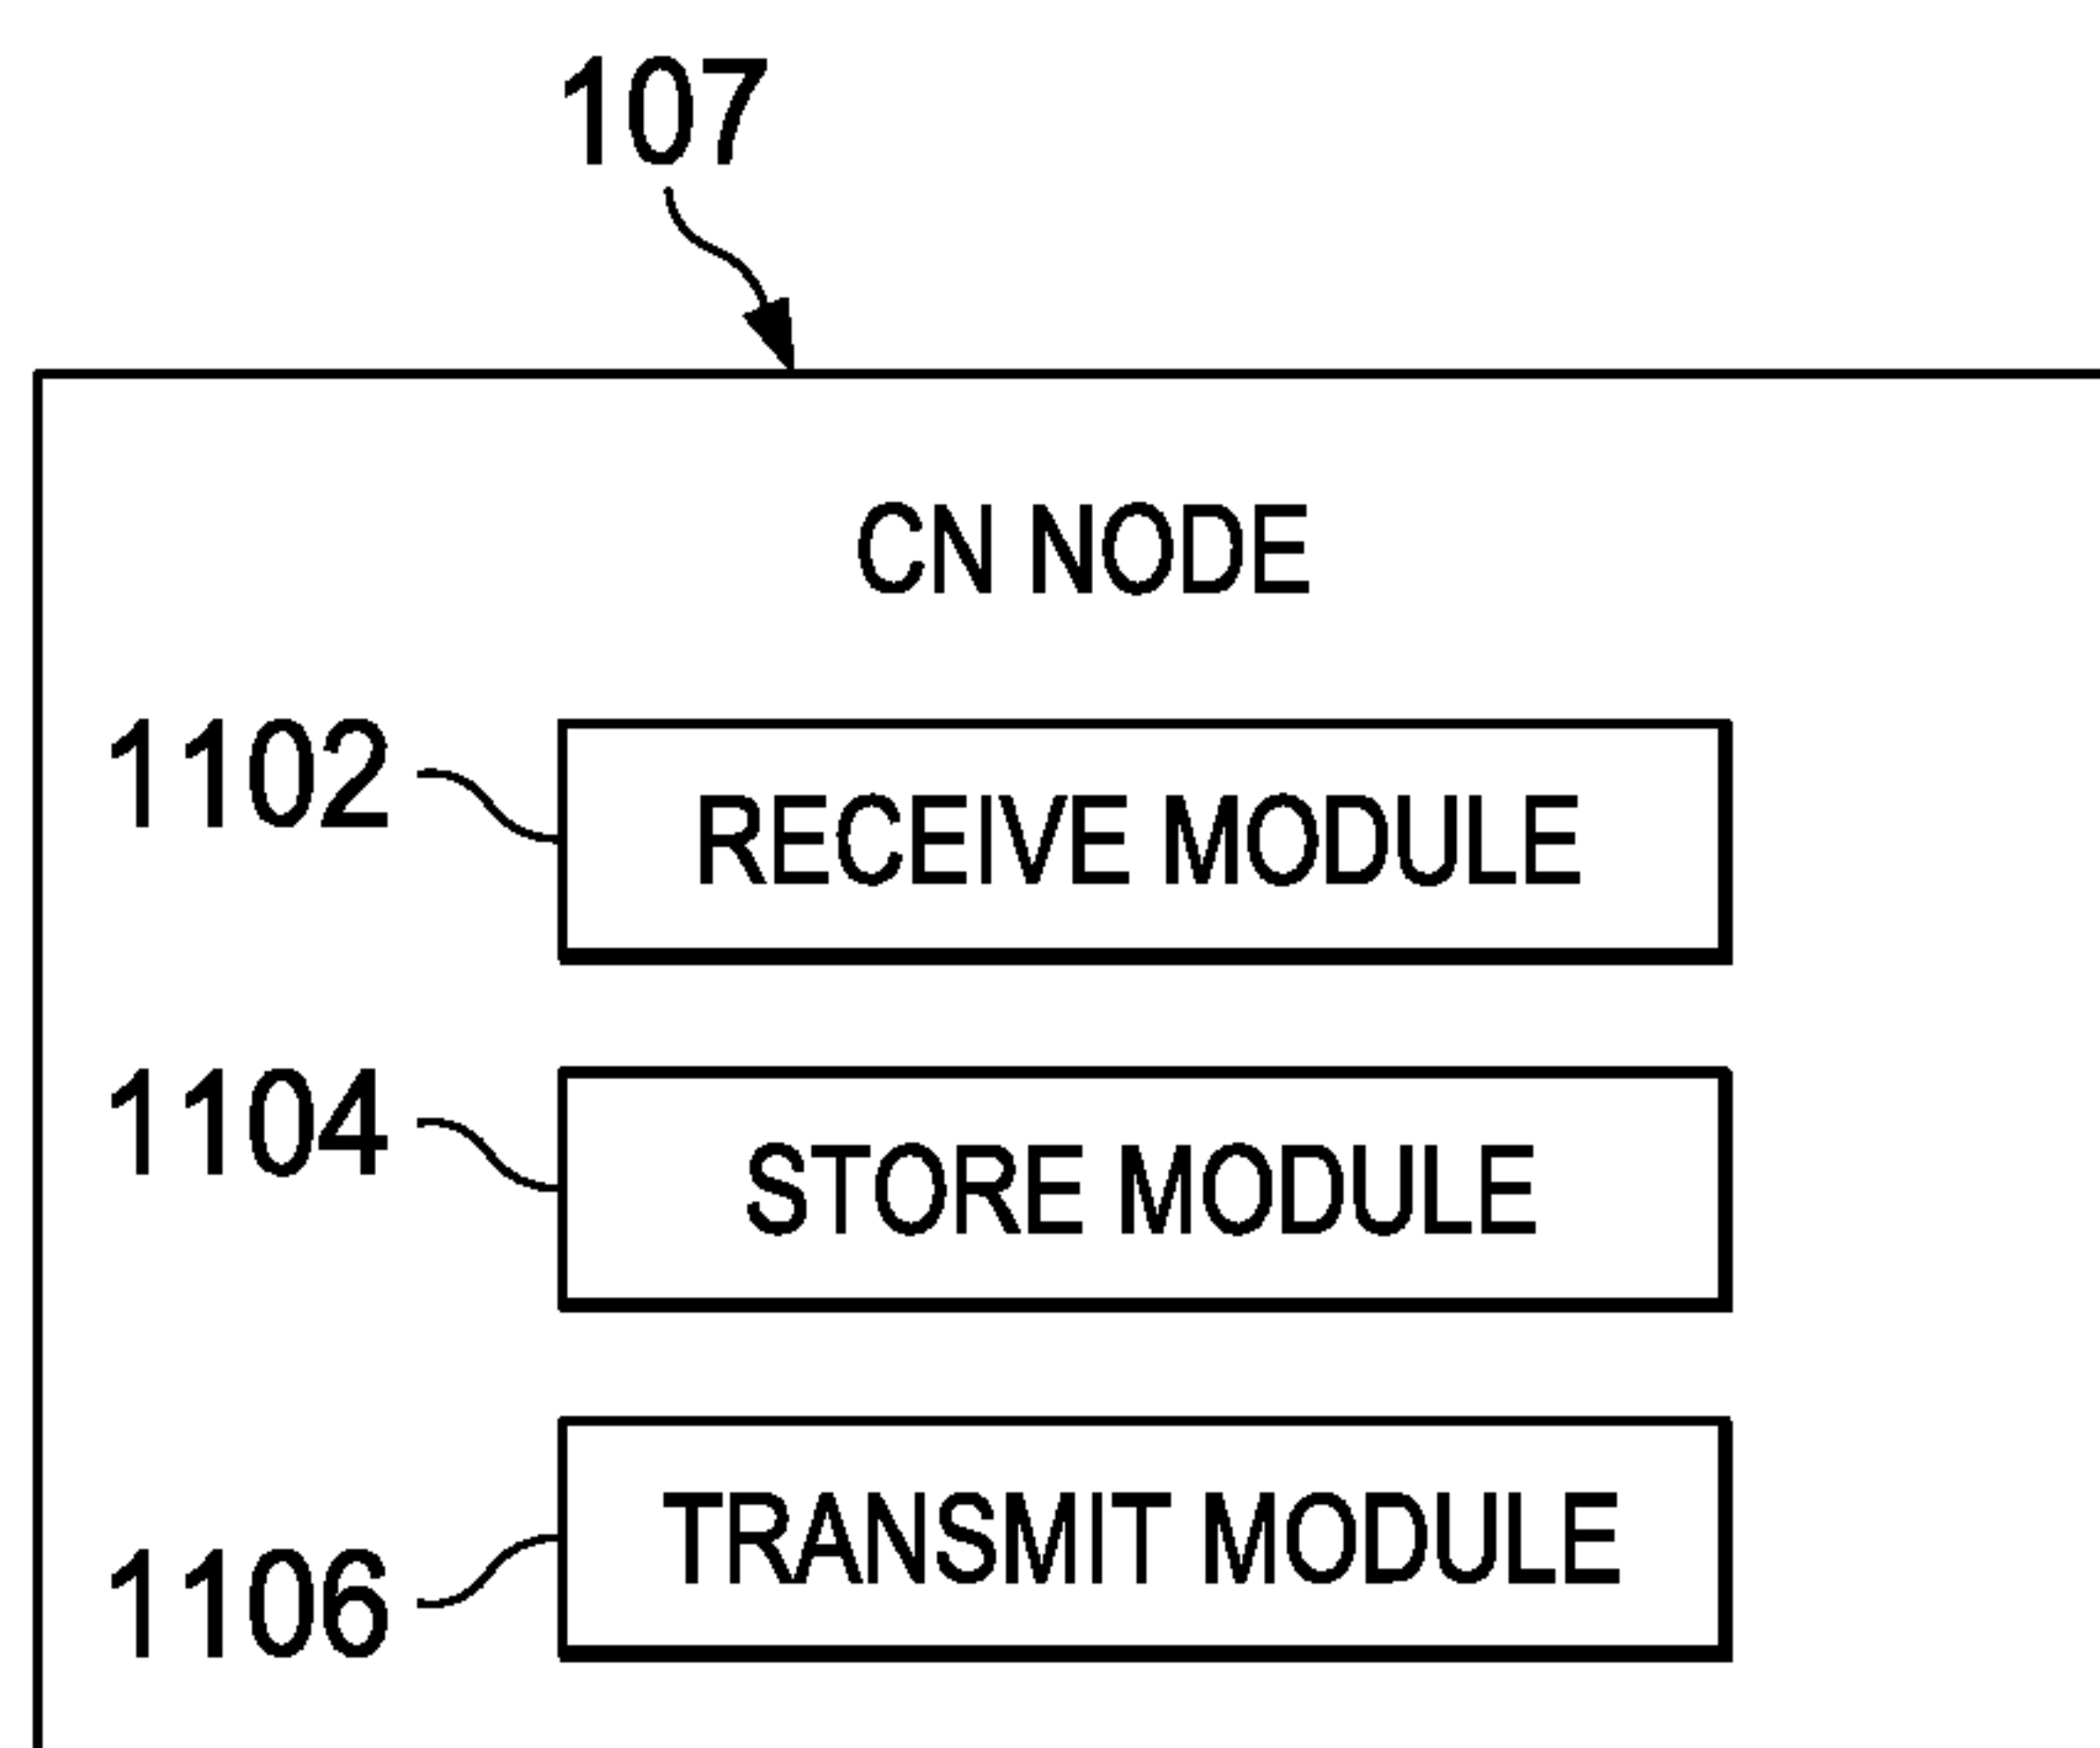 107
CN NODE
1102
RECEIVE MODULE
1104
STORE MODULE
TRANSMIT MODULE
1106